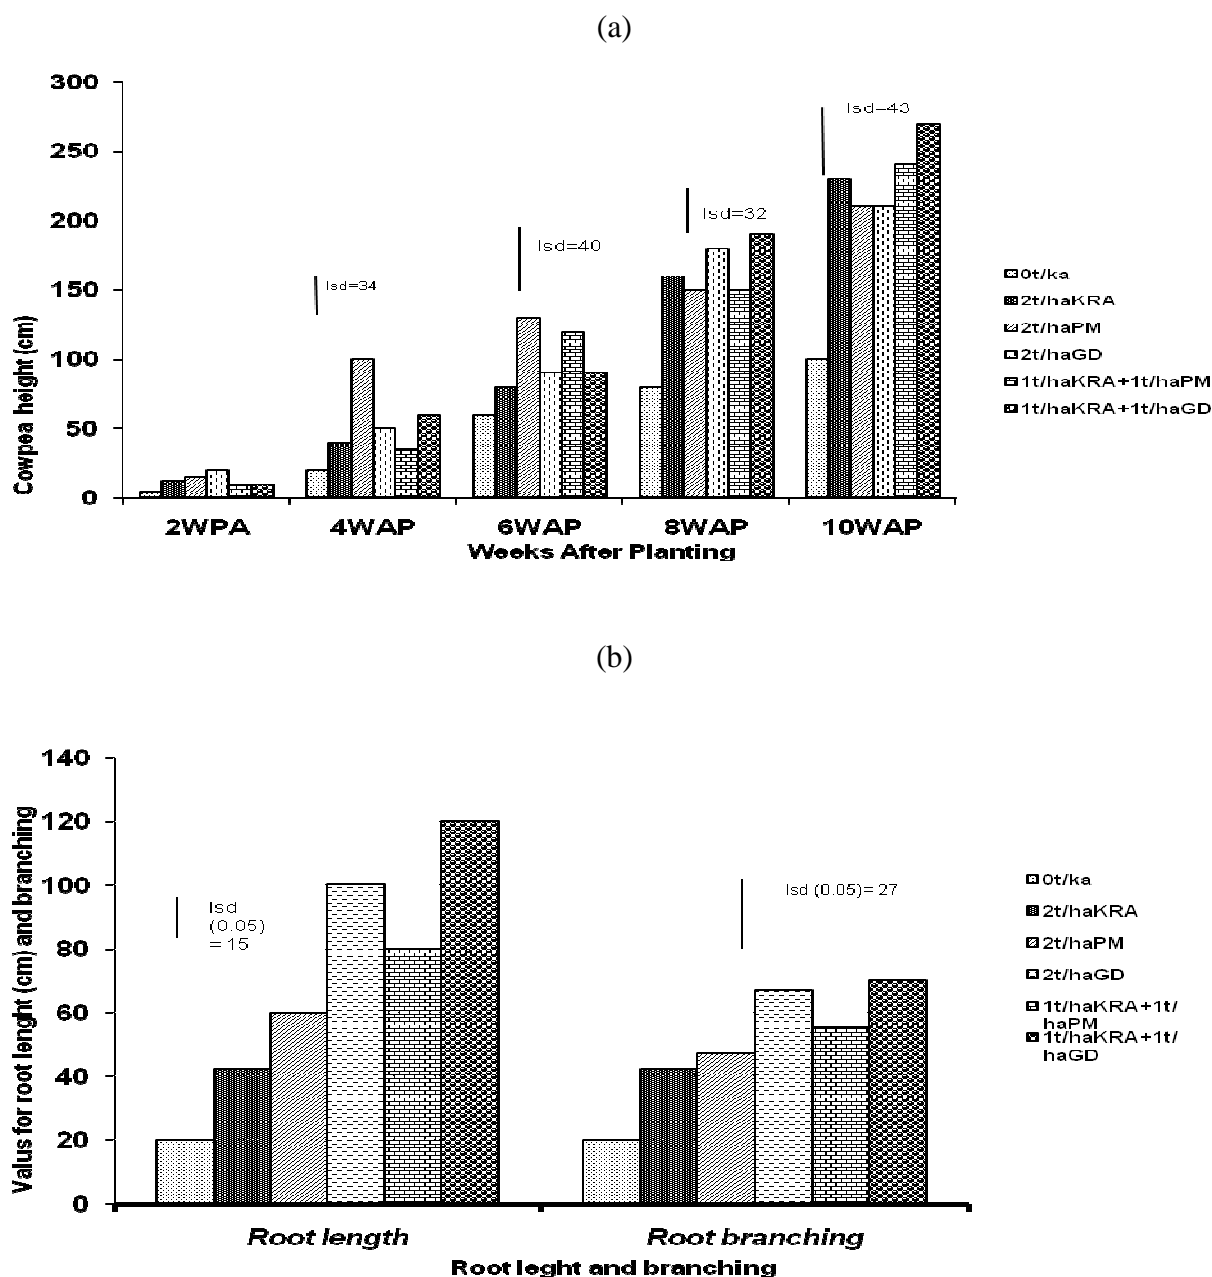 (a)
300
250
200
150
100
50
0
Cowpea height (cm)
lsd=34
lsd=40
lsd=32
lsd=43
2WPA 4WAP 6WAP 8WAP 10WAP
Weeks After Planting
0t/ka
2t/haKRA
2t/haPM
2t/haGD
1t/haKRA+1t/haPM
1t/haKRA+1t/haGD
(b)
140
120
100
80
60
40
20
0
Valus for root lenght (cm) and branching
lsd
(0.05)
= 15
lsd (0.05)= 27
Root length Root branching
Root leght and branching
0t/ka
2t/haKRA
2t/haPM
2t/haGD
1t/haKRA+1t/
haPM
1t/haKRA+1t/
haGD